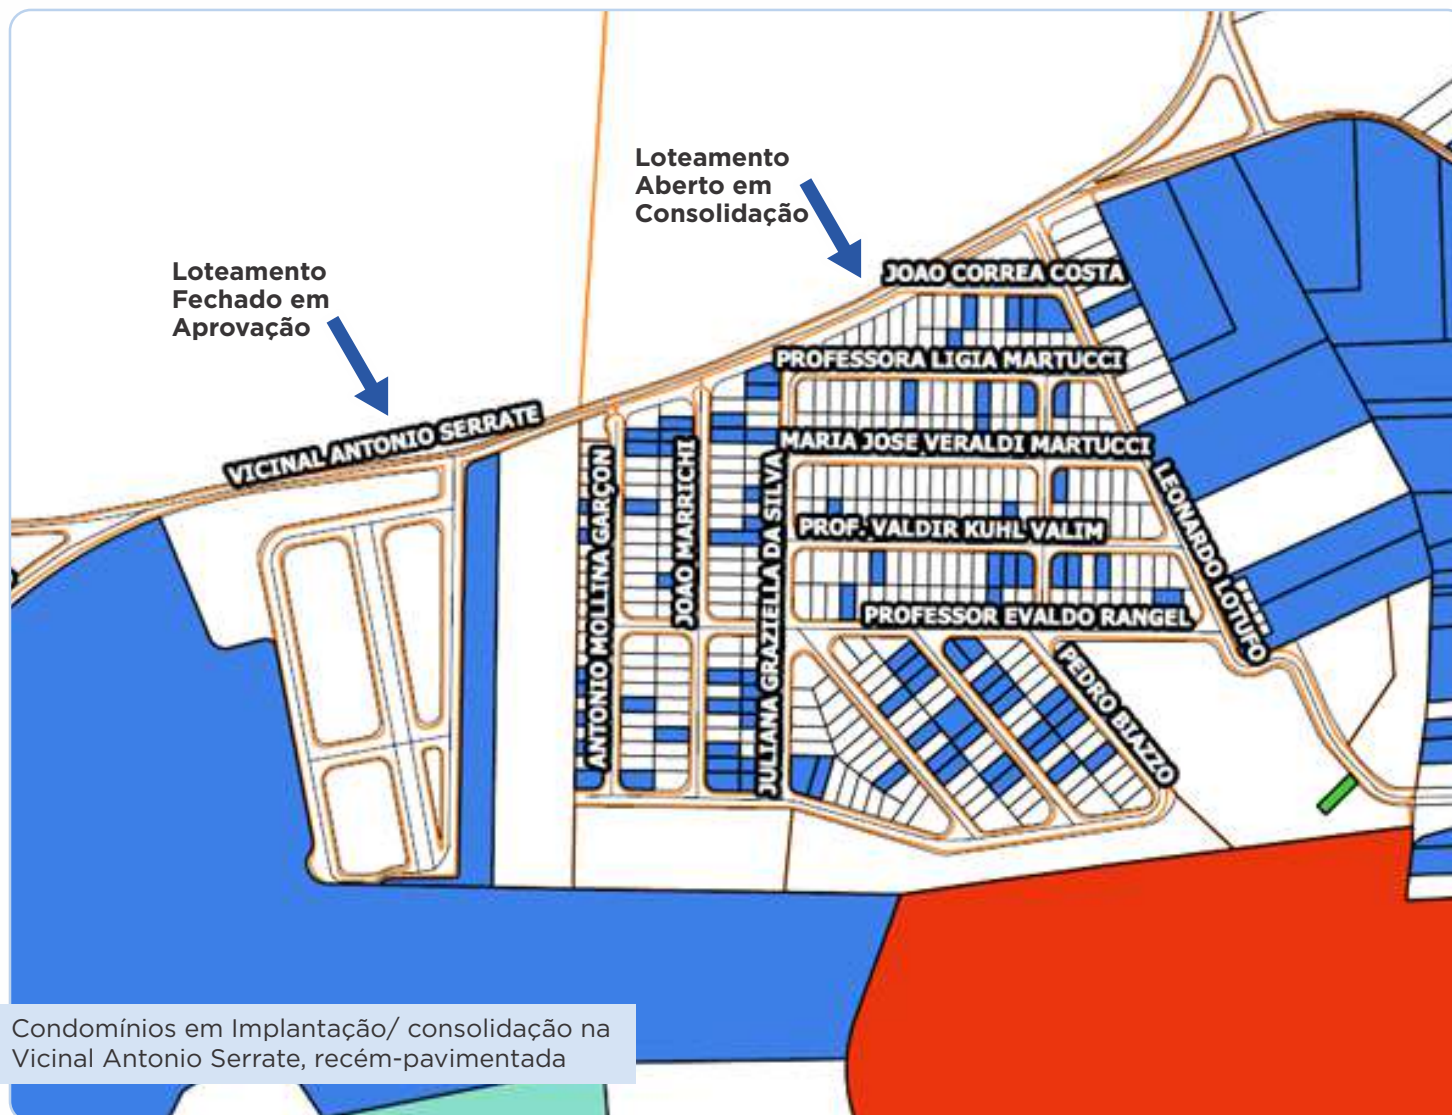 Loteamento
Aberto em
Consolidação
Loteamento
Fechado em
Aprovação
JOAO CORREA COSTA
PROFESSORA LIGIA MARTUCCI
VICINAL ANTONIO SERRATE
MARIA JOSE VERALDI MARTUCCI
ANTONIO MOLLINA GARÇON
JOAO MARRICHI
JULIANA GRAZIELLA DA SILVA
LEONARDO LOTUFO
PROF. VALDIR KUHL VALIM
PROFESSOR EVALDO RANGEL
PEDRO BIAZZO
Condomínios em Implantação/ consolidação na
Vicinal Antonio Serrate, recém-pavimentada